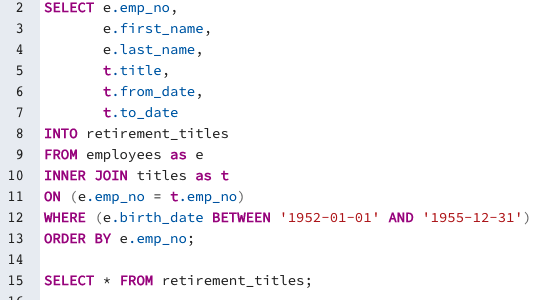 2 SELECT e.emp_no,
3 e.first_name,
4 e.last_name,
5 t.title,
6 t.from_date,
7 t.to_date
8 INTO retirement_titles
9 FROM employees as e
10 INNER JOIN titles as t
11 ON (e.emp_no = t.emp_no)
12 WHERE (e.birth_date BETWEEN '1952-01-01' AND '1955-12-31')
13 ORDER BY e.emp_no;
14
15 SELECT * FROM retirement_titles;